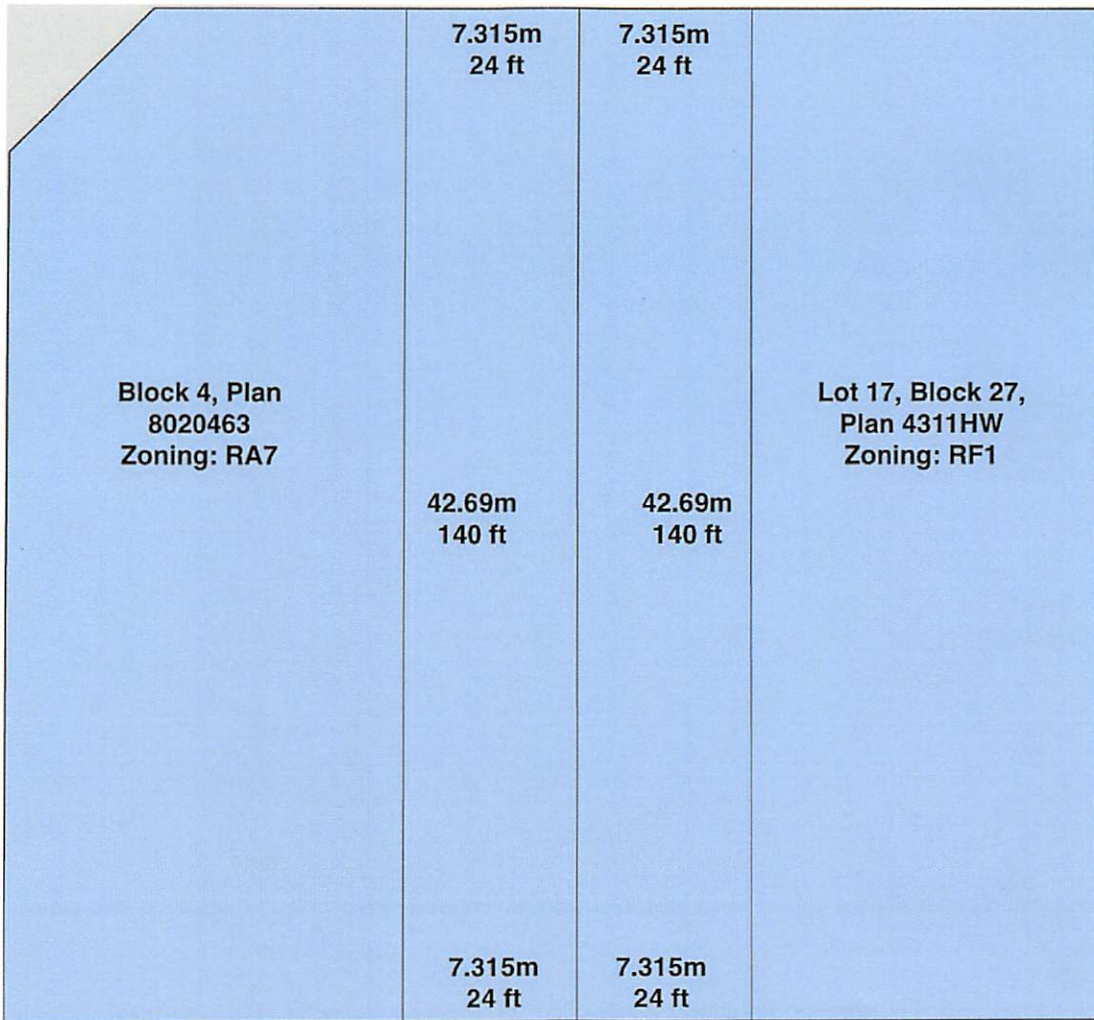 7.315m
24 ft
7.315m
24 ft
Block 4, Plan
8020463
Zoning: RA7
Lot 17, Block 27,
Plan 4311HW
Zoning: RF1
42.69m
140 ft
42.69m
140 ft
7.315m
24 ft
7.315m
24 ft